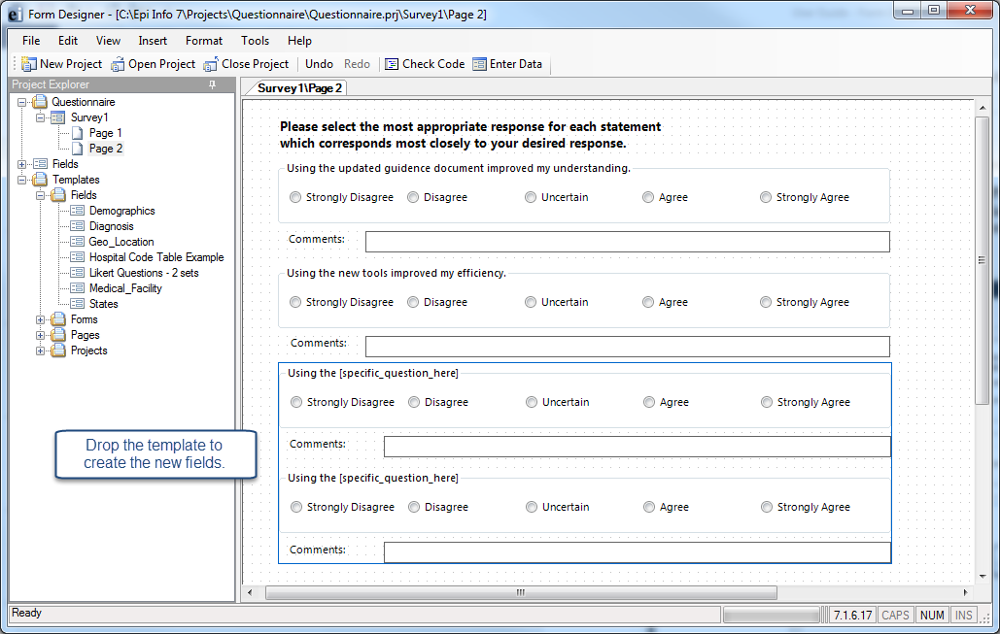 ei Form Designer - [C:\Epi Info 7\Projects\Questionnaire\Questionnaire.prj\Survey1\Page 2]
File Edit View Insert Format Tools Help
New Project Open Project Close Project Undo Redo Check Code Enter Data
Project Explorer
Questionnaire
Survey1
Page 1
Page 2
Fields
Templates
Fields
Demographics
Diagnosis
Geo_Location
Hospital Code Table Example
Likert Questions - 2 sets
Medical_Facility
States
Forms
Pages
Projects
Drop the template to
create the new fields.
Survey1\Page 2
Please select the most appropriate response for each statement
which corresponds most closely to your desired response.
Using the updated guidence document improved my understanding.
Strongly Disagree Disagree Uncertain Agree Strongly Agree
Comments:
Using the new tools improved my efficiency.
Strongly Disagree Disagree Uncertain Agree Strongly Agree
Comments:
Using the [specific_question_here]
Strongly Disagree Disagree Uncertain Agree Strongly Agree
Comments:
Using the [specific_question_here]
Strongly Disagree Disagree Uncertain Agree Strongly Agree
Comments:
Ready 7.1.6.17 CAPS NUM INS